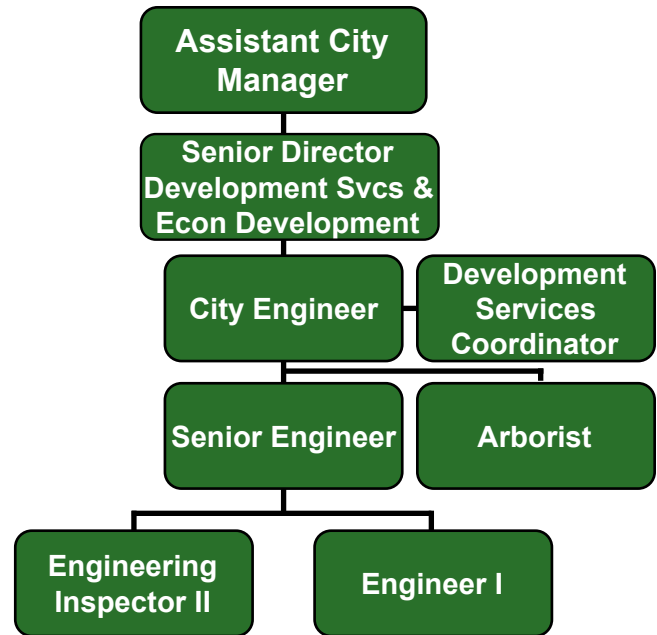 Assistant City
Manager
Senior Director
Development Svcs &
Econ Development
City Engineer
Development
Services
Coordinator
Senior Engineer
Arborist
Engineering
Inspector II
Engineer I